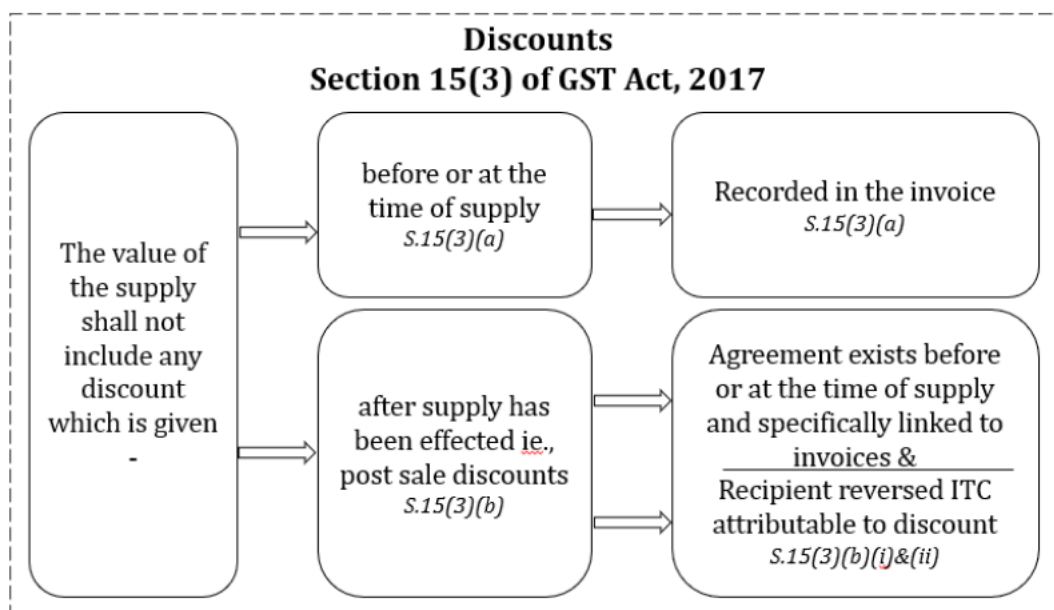 Discounts
Section 15(3) of GST Act, 2017
The value of
the supply
shall not
include any
discount
which is given
-
before or at the
time of supply
S.15(3)(a)
Recorded in the invoice
S.15(3)(a)
after supply has
been effected ie.,
post sale discounts
S.15(3)(b)
Agreement exists before
or at the time of supply
and specifically linked to
invoices &
Recipient reversed ITC
attributable to discount
S.15(3)(b)(i)&(ii)